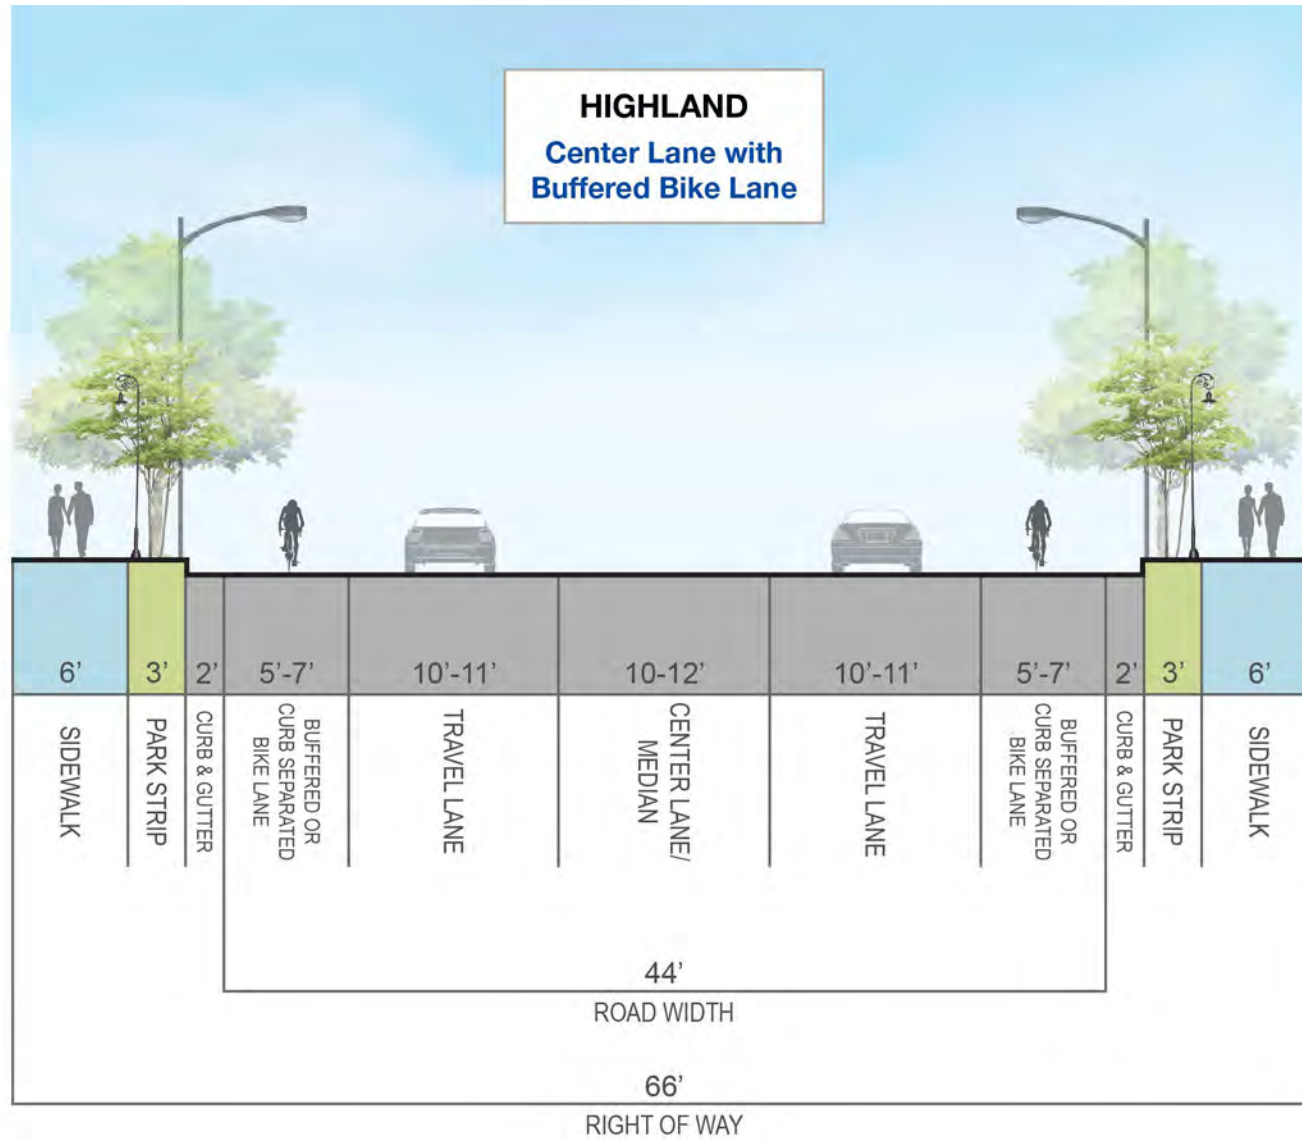 HIGHLAND
Center Lane with
Buffered Bike Lane
6’
3’
2’
5’-7’
10’-11’
10-12’
10’-11’
5’-7’
2’
3’
6’
SIDEWALK
PARK STRIP
CURB & GUTTER
BUFFERED OR
CURB SEPARATED
BIKE LANE
TRAVEL LANE
CENTER LANE/
MEDIAN
TRAVEL LANE
BUFFERED OR
CURB SEPARATED
BIKE LANE
CURB & GUTTER
PARK STRIP
SIDEWALK
44’
ROAD WIDTH
66’
RIGHT OF WAY